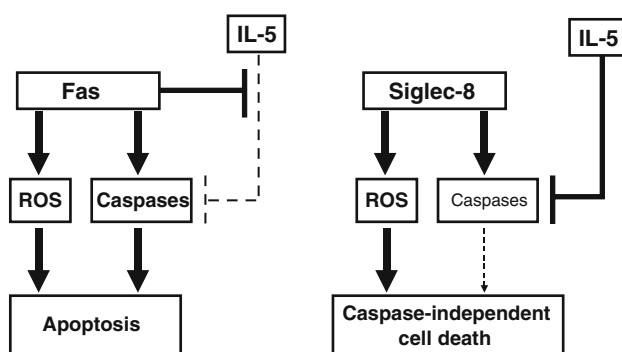 IL-5
Fas
ROS
Caspases
Apoptosis
IL-5
Siglec-8
ROS
Caspases
Caspase-independent
cell death